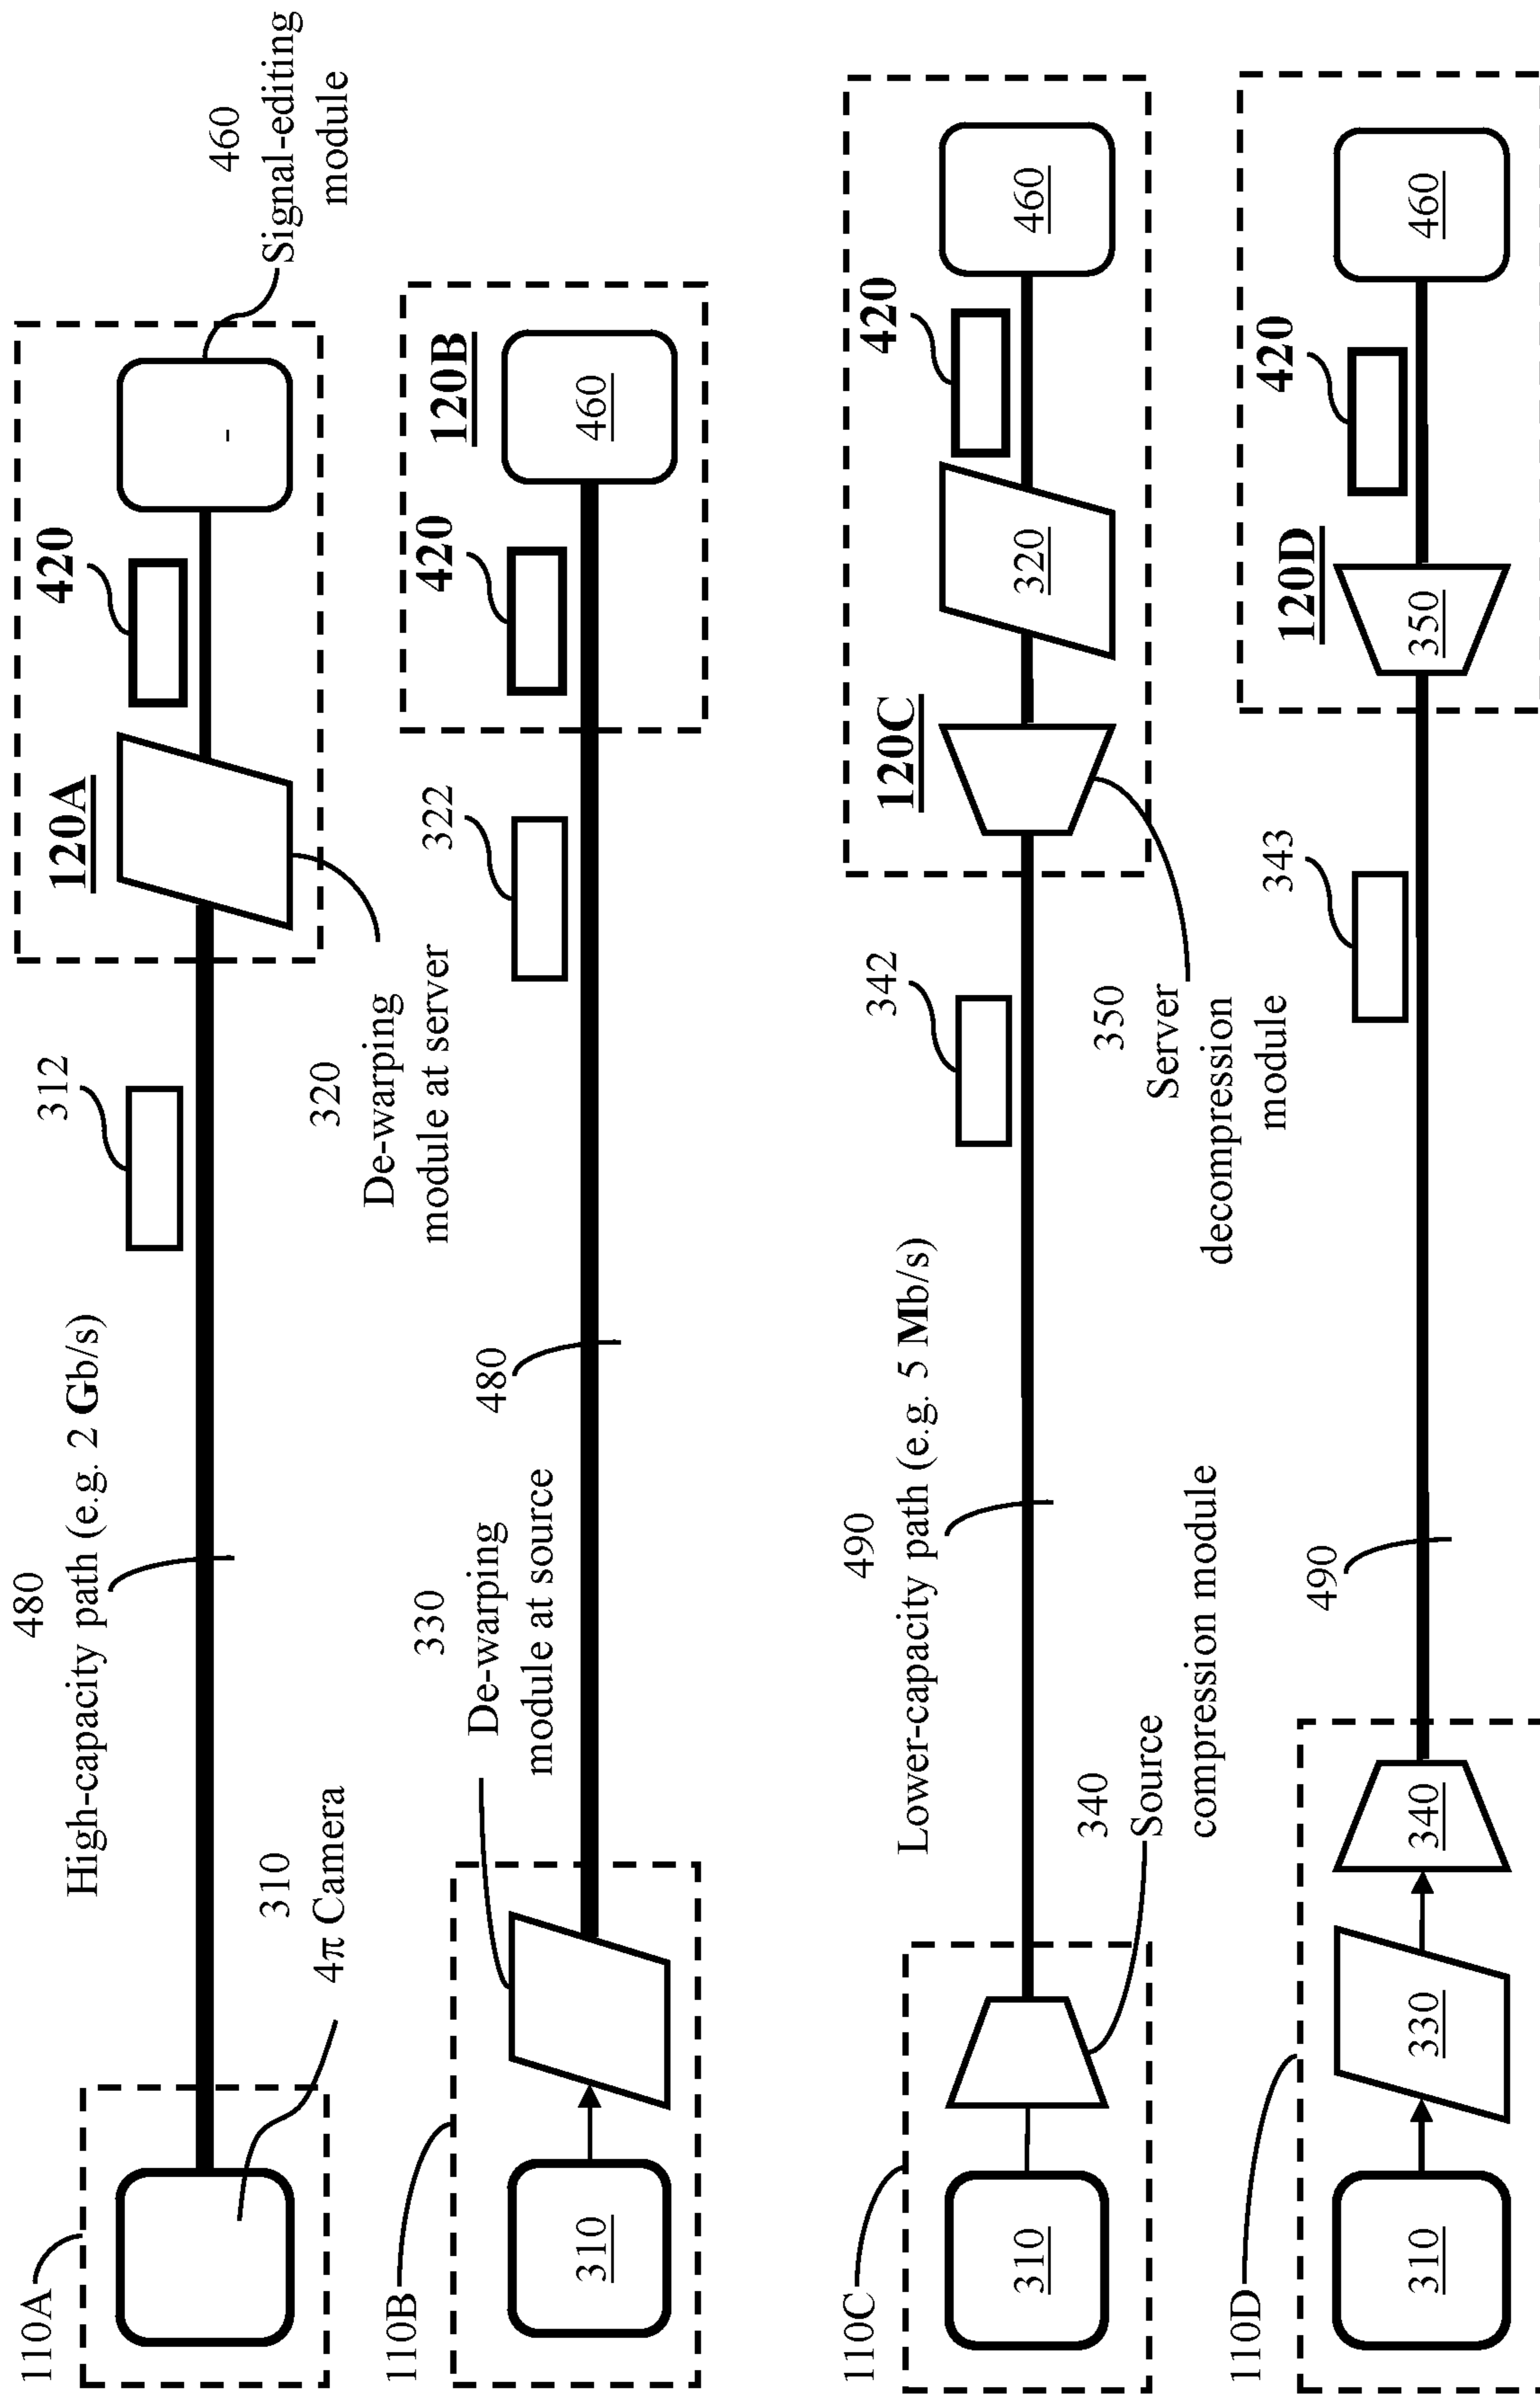 110A
480
High-capacity path (e.g. 2 Gb/s)
310
4π Camera
312
120A
320
De-warping
module at server
420
-
460
Signal-editing
module
110B
310
330
De-warping
module at source
480
322
420
120B
460
110C
310
340
Source
compression module
490
Lower-capacity path (e.g. 5 Mb/s)
342
120C
350
Server
decompression
module
320
420
460
110D
310
330
340
490
343
120D
350
420
460